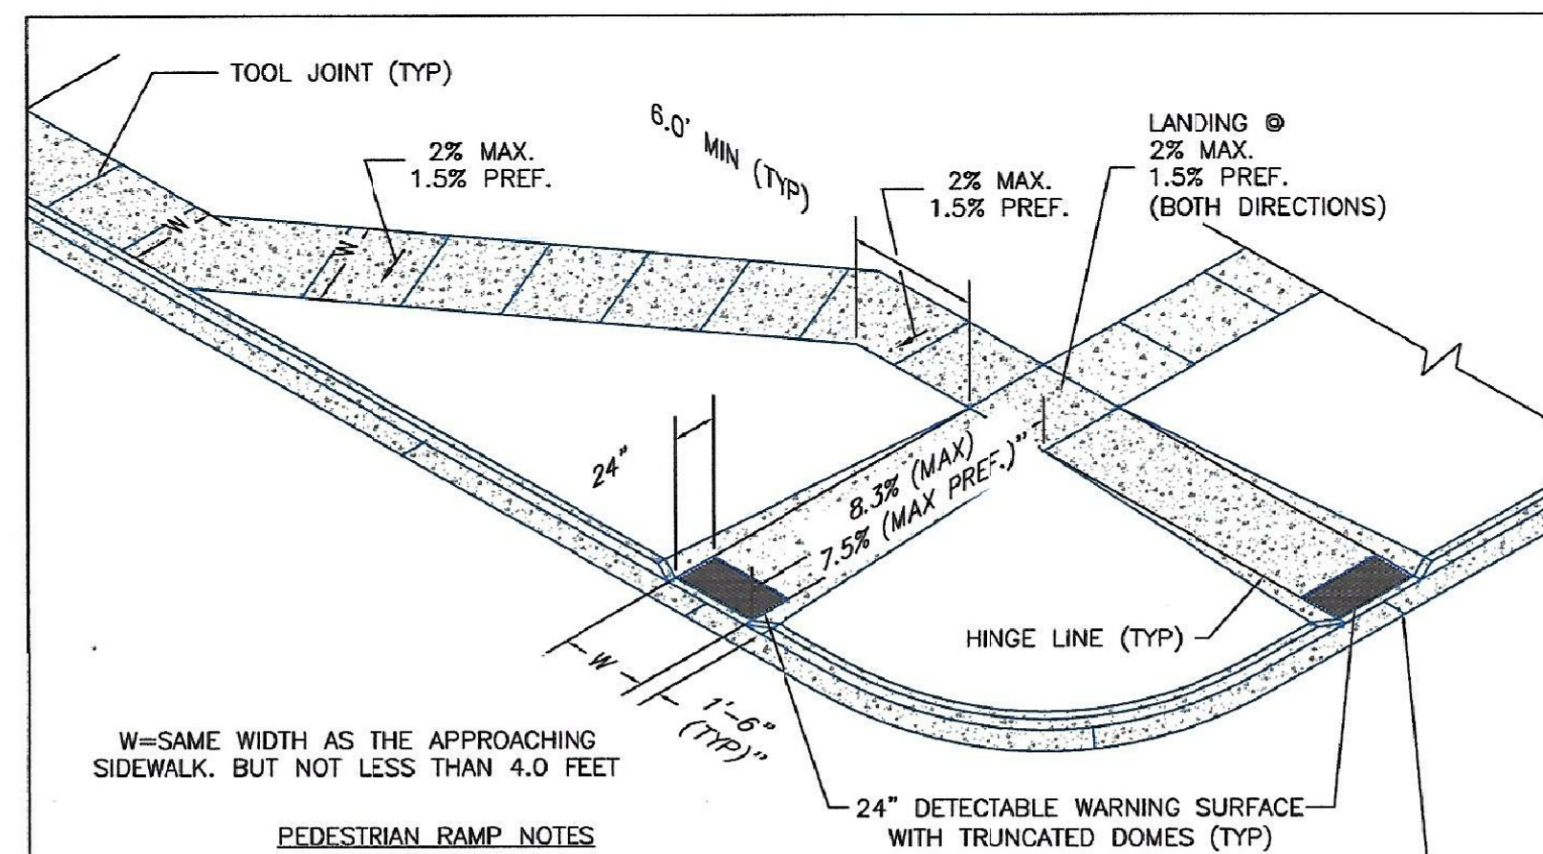 TOOL JOINT (TYP)
2% MAX.
1.5% PREF.
6.0' MIN (TYP)
2% MAX.
1.5% PREF.
LANDING @
2% MAX.
1.5% PREF.
(BOTH DIRECTIONS)
W
W
24"
8.3% (MAX)
7.5% (MAX PREF.)"
HINGE LINE (TYP)
W
1'-6"
(TYP)"
W=SAME WIDTH AS THE APPROACHING
SIDEWALK. BUT NOT LESS THAN 4.0 FEET
24" DETECTABLE WARNING SURFACE
WITH TRUNCATED DOMES (TYP)
PEDESTRIAN RAMP NOTES